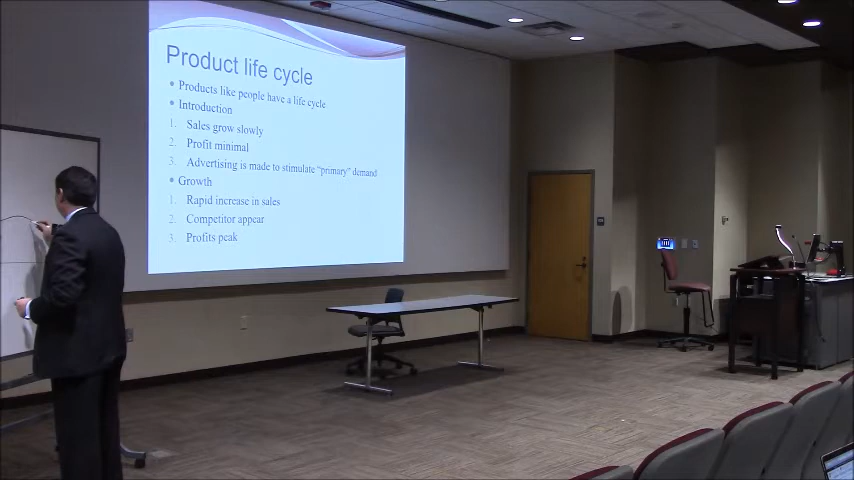 Product life cycle
• Products like people have a life cycle
• Introduction
1. Sales grow slowly
2. Profit minimal
3. Advertising is made to stimulate "primary" demand
• Growth
1. Rapid increase in sales
2. Competitor appear
3. Profits peak